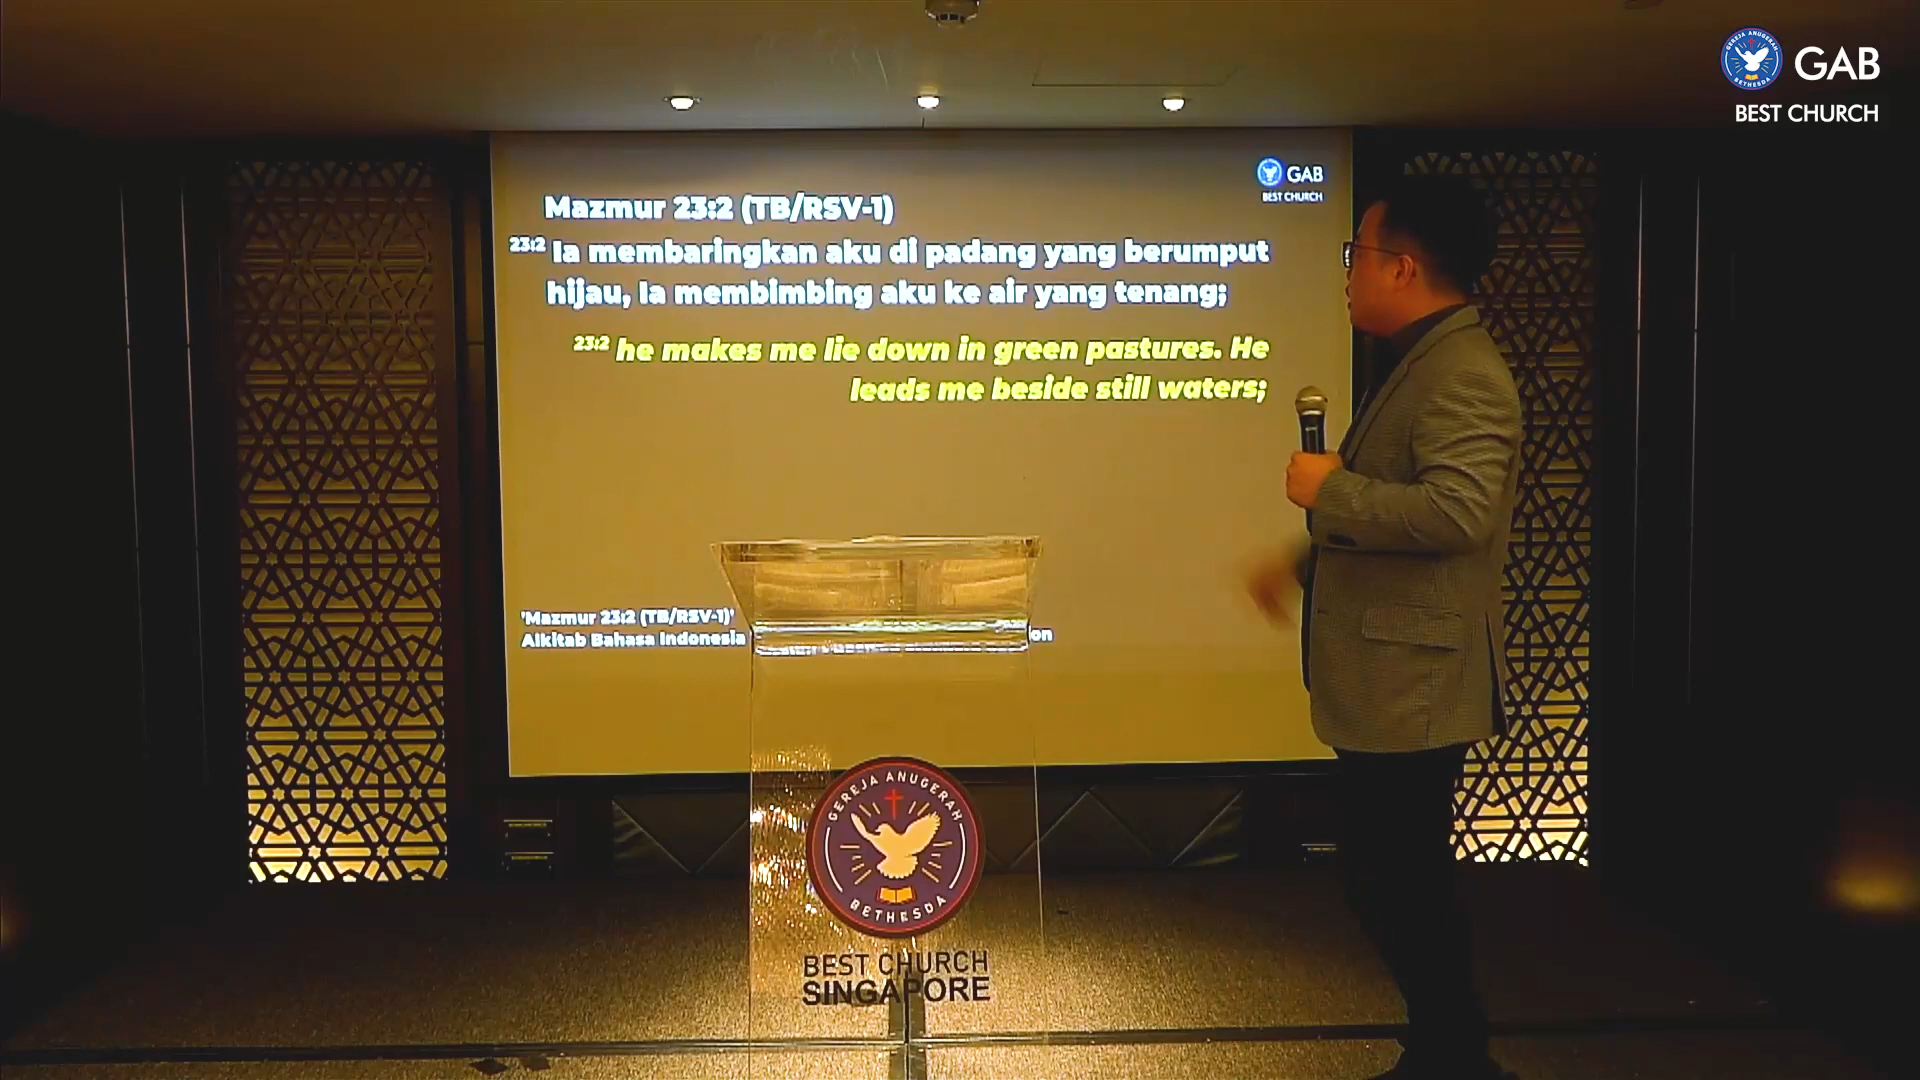 GAB
BEST CHURCH
GEREJA ANUGERAH
BETHESDA
GAB
BEST CHURCH
Mazmur 23:2 (TB/RSV-1)
23:2 Ia membaringkan aku di padang yang berumput
hijau, Ia membimbing aku ke air yang tenang;
23:2 he makes me lie down in green pastures. He
leads me beside still waters;
'Mazmur 23:2 (TB/RSV-1)'
Alkitab Bahasa Indonesia
GEREJA ANUGERAH
BETHESDA
BEST CHURCH
SINGAPORE